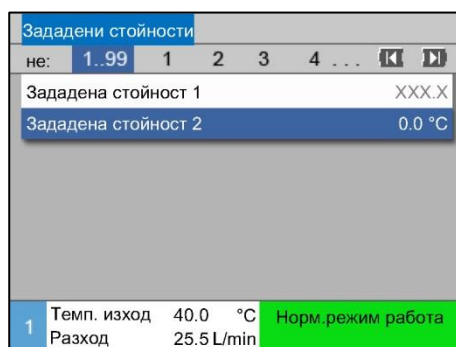 Зададени стойности
не: 1..99 1 2 3 4 ...
Зададена стойност 1 XXX.X
Зададена стойност 2 0.0 °C
1 Темп. изход 40.0 °C Норм.режим работа
Разход 25.5 L/min